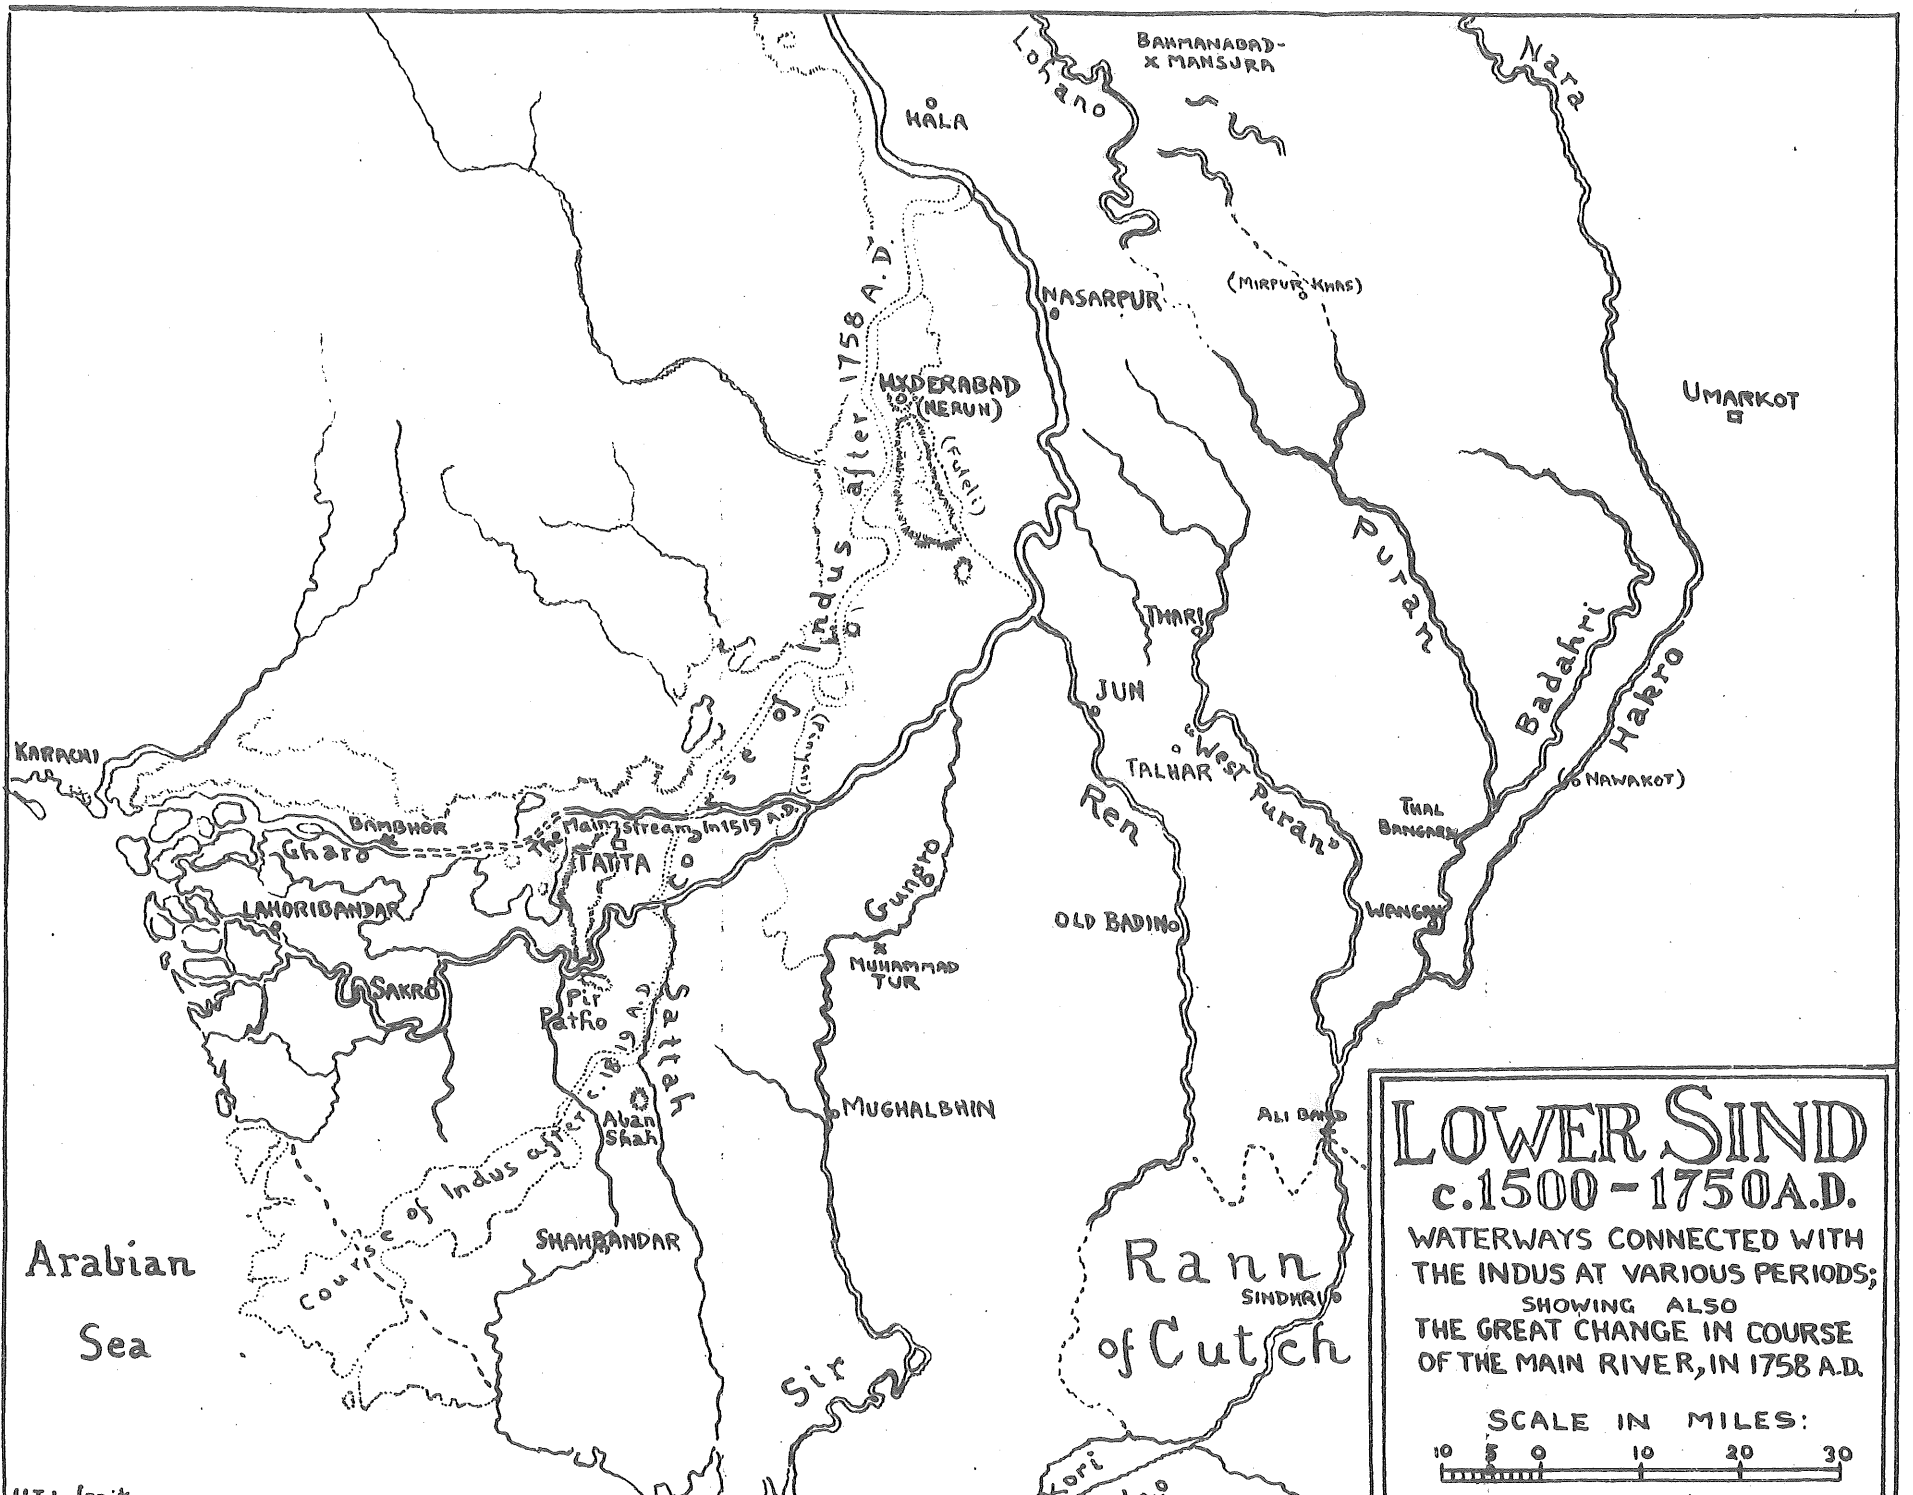 Lohano
BAHMANABAD-
x MANSURA
Nara
HALA
NASARPUR
(MIRPUR KHAS)
HYDERABAD
(NERUN)
(Fuleli)
UMARKOT
Course of Indus after 1758 A.D.
Puran
THARI
Badahri
Hakro
JUN
KARACHI
"West Puran"
TALHAR
(NAWAKOT)
Ren
THAL
BANGAR
BAMBHOR
The Main stream in 1519 A.D.
Gharo
TATTA
Gungro
LAHORIBANDAR
OLD BADIN
WANGAH
MUHAMMAD
TUR
SAKRO
Pir
Patho
Sattah
MUGHALBHIN
Aban
Shah
ALI BAND
Course of Indus after c. 1819 A.D.
SHAHBANDAR
Arabian
Sea
Rann
of Cutch
SINDHRI
Sir
Kori
LOWER SIND
c.1500-1750A.D.
WATERWAYS CONNECTED WITH
THE INDUS AT VARIOUS PERIODS;
SHOWING ALSO
THE GREAT CHANGE IN COURSE
OF THE MAIN RIVER, IN 1758 A.D.
SCALE IN MILES:
10 5 0 10 20 30